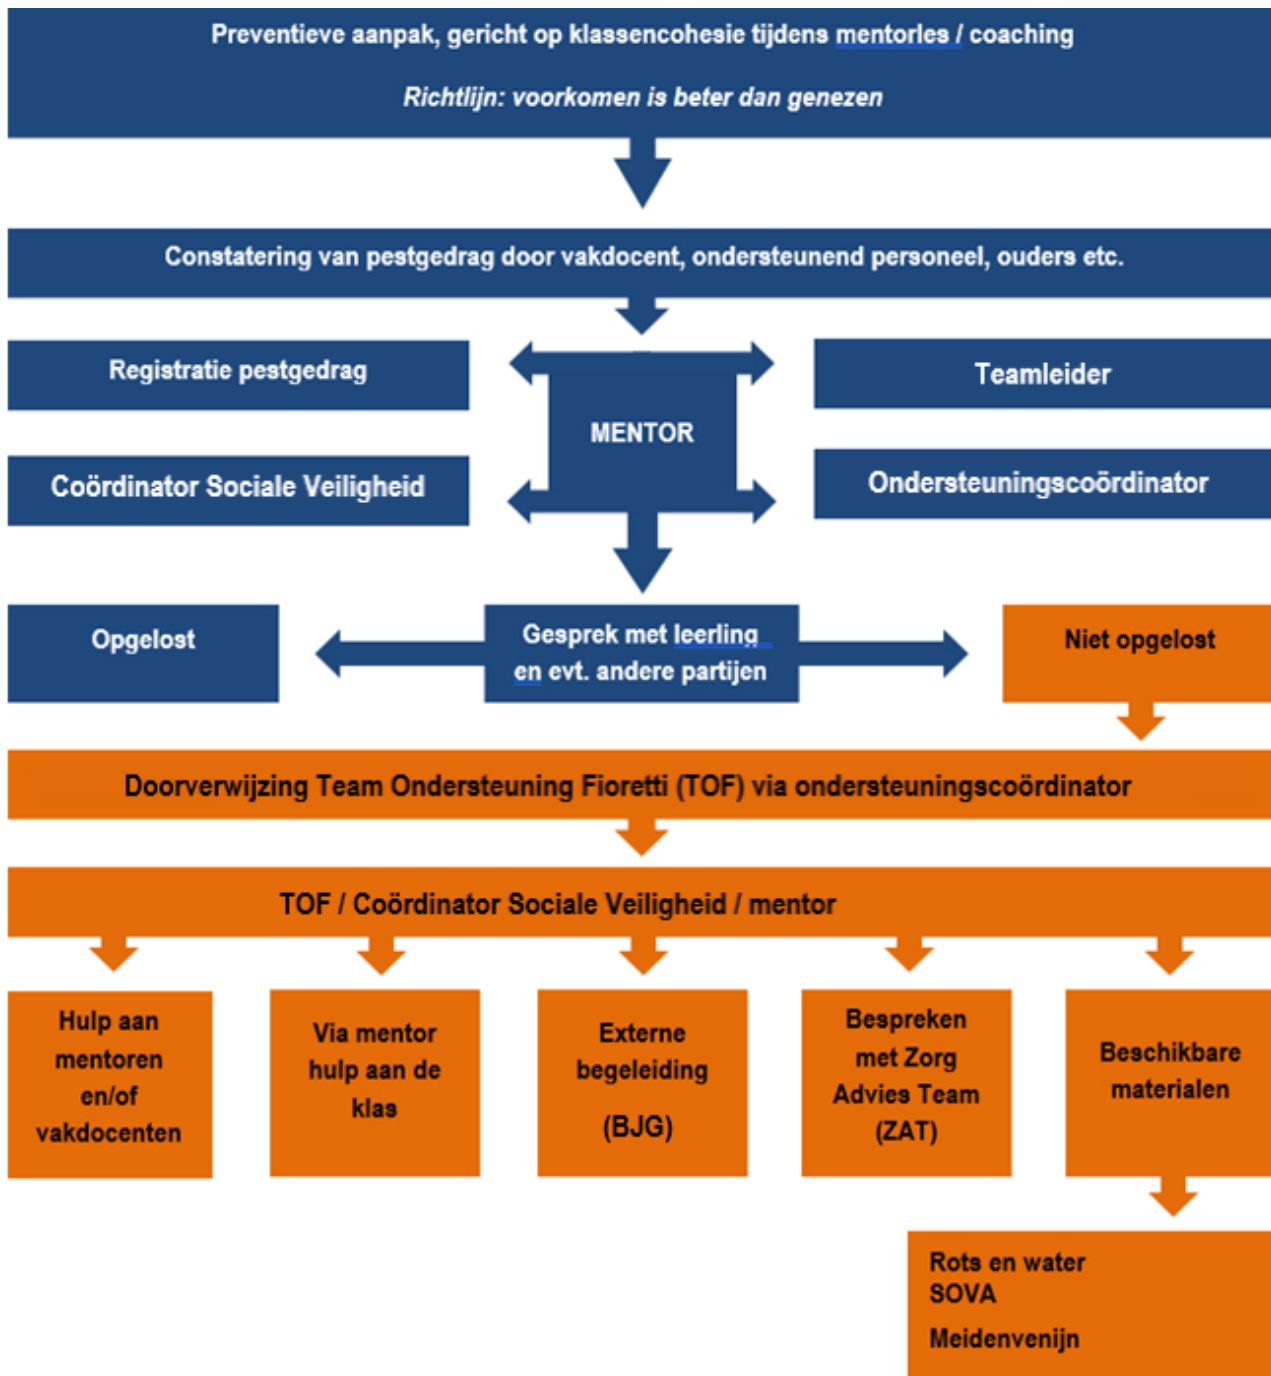 Preventieve aanpak, gericht op klassencohesie tijdens mentorles / coaching
Richtlijn: voorkomen is beter dan genezen
Constatering van pestgedrag door vakdocent, ondersteunend personeel, ouders etc.
Registratie pestgedrag
Teamleider
MENTOR
Coördinator Sociale Veiligheid
Ondersteuningscoördinator
Opgelost
Gesprek met leerling
en evt. andere partijen
Niet opgelost
Doorverwijzing Team Ondersteuning Fioretti (TOF) via ondersteuningscoördinator
TOF / Coördinator Sociale Veiligheid / mentor
Hulp aan
mentoren
en/of
vakdocenten
Via mentor
hulp aan de
klas
Externe
begeleiding
(BJG)
Bespreken
met Zorg
Advies Team
(ZAT)
Beschikbare
materialen
Rots en water
SOVA
Meidenvenijn